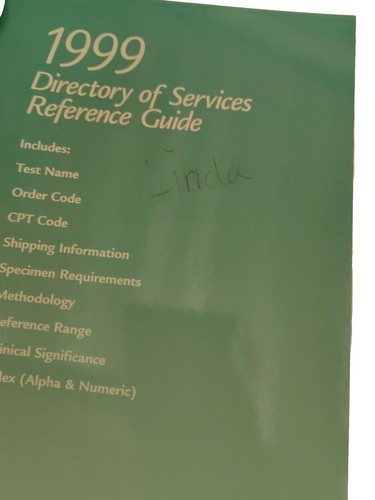 1999
Directory of Services
Reference Guide
Includes:
Test Name
Linda
Order Code
CPT Code
Shipping Information
Specimen Requirements
Methodology
eference Range
inical Significance
dex (Alpha & Numeric)